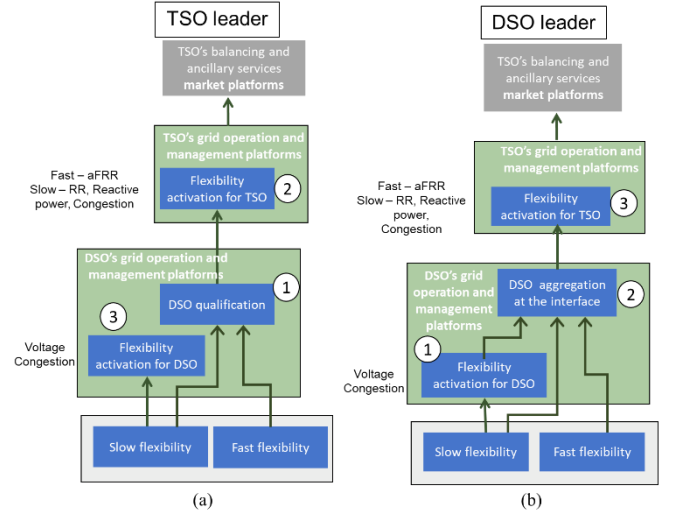 TSO leader
TSO's balancing and
ancillary services
market platforms
TSO's grid operation and
management platforms
Fast – aFRR
Slow – RR, Reactive
power, Congestion
Flexibility
activation for TSO
2
DSO's grid operation
and management platforms
1
DSO qualification
3
Voltage
Congestion
Flexibility
activation for DSO
Slow flexibility
Fast flexibility
(a)
DSO leader
TSO's balancing and
ancillary services
market platforms
TSO's grid operation and
management platforms
Fast – aFRR
Slow – RR, Reactive
power,
Congestion
Flexibility
activation for TSO
3
DSO's grid
operation and
management
platforms
DSO aggregation
at the interface
2
1
Voltage
Congestion
Flexibility
activation for DSO
Slow flexibility
Fast flexibility
(b)